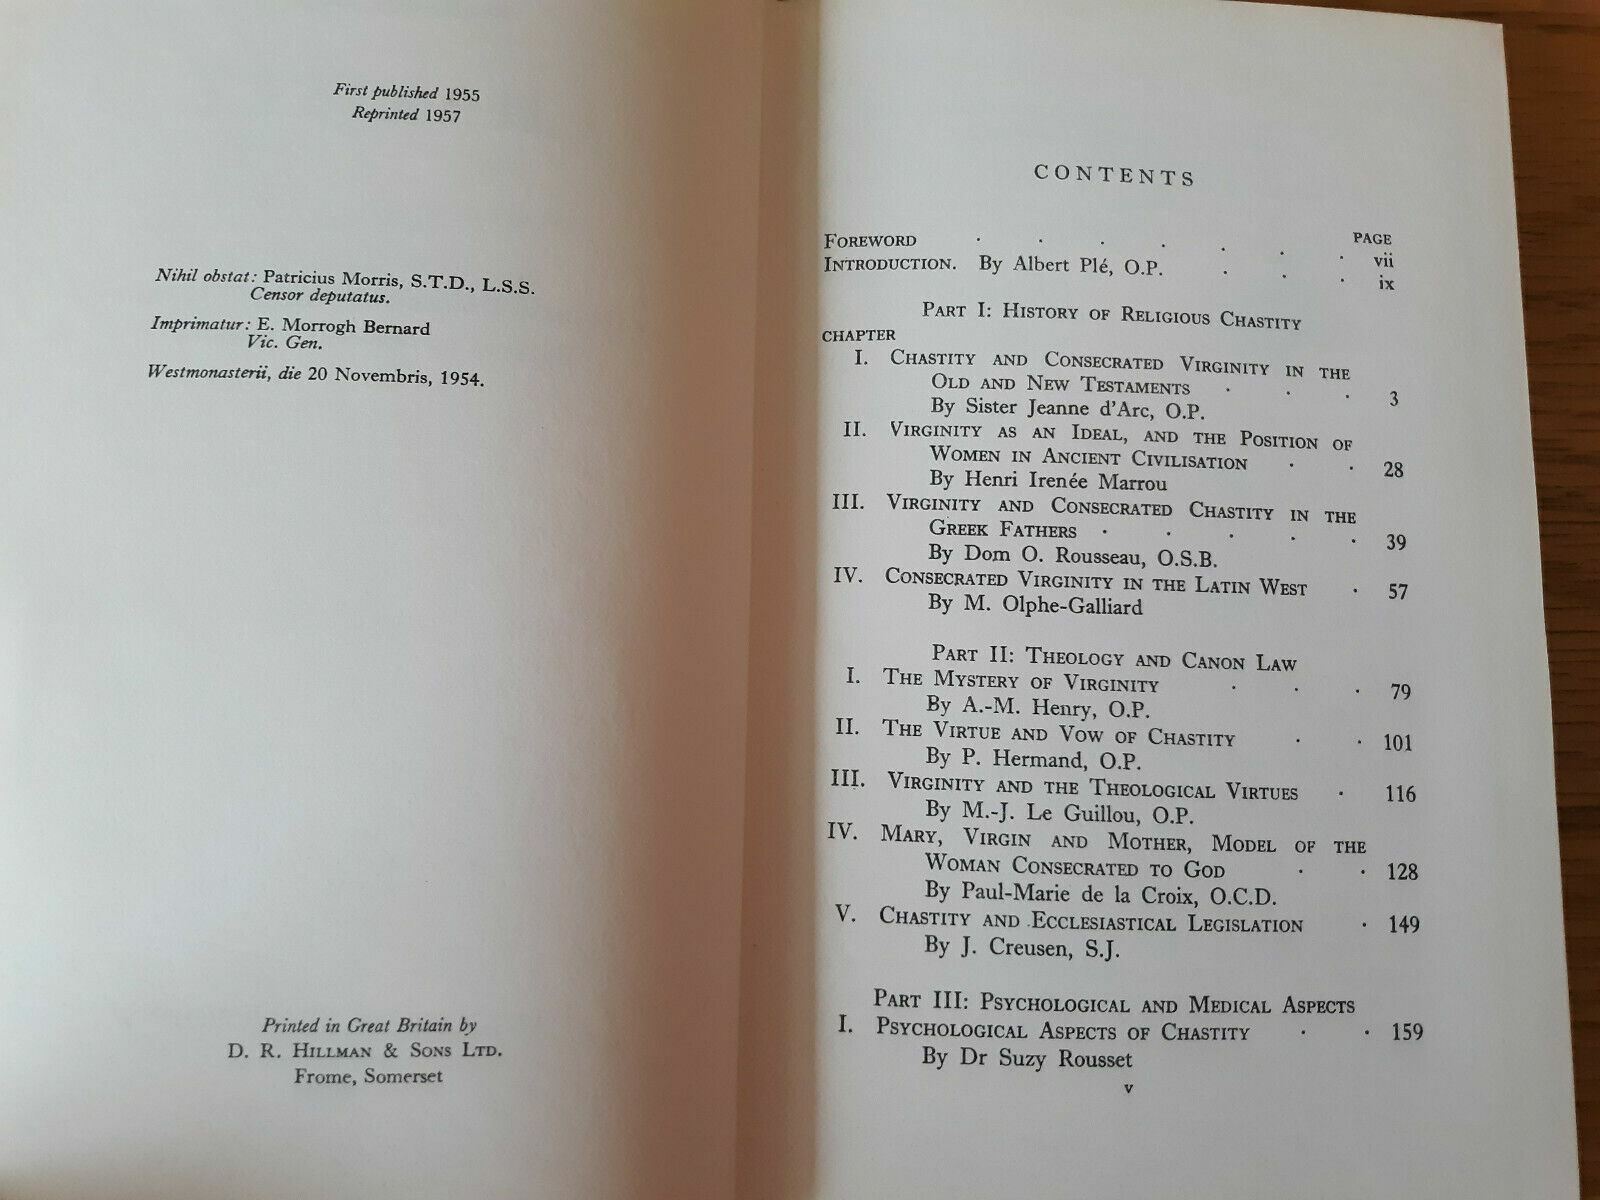 First published 1955
Reprinted 1957
Nihil obstat: Patricius Morris, S.T.D., L.S.S.
Censor deputatus.
Imprimatur: E. Morrogh Bernard
Vic. Gen.
Westmonasterii, die 20 Novembris, 1954.
Printed in Great Britain by
D. R. HILLMAN & SONS LTD.
Frome, Somerset
CONTENTS
PAGE
FOREWORD . . . . . . . vii
INTRODUCTION. By Albert Plé, O.P. . . . ix
PART I: HISTORY OF RELIGIOUS CHASTITY
CHAPTER
I. CHASTITY AND CONSECRATED VIRGINITY IN THE
OLD AND NEW TESTAMENTS . . . 3
By Sister Jeanne d'Arc, O.P.
II. VIRGINITY AS AN IDEAL, AND THE POSITION OF
WOMEN IN ANCIENT CIVILISATION . . 28
By Henri Irenée Marrou
III. VIRGINITY AND CONSECRATED CHASTITY IN THE
GREEK FATHERS . . . . . 39
By Dom O. Rousseau, O.S.B.
IV. CONSECRATED VIRGINITY IN THE LATIN WEST . 57
By M. Olphe-Galliard
PART II: THEOLOGY AND CANON LAW
I. THE MYSTERY OF VIRGINITY . . . 79
By A.-M. Henry, O.P.
II. THE VIRTUE AND VOW OF CHASTITY . . 101
By P. Hermand, O.P.
III. VIRGINITY AND THE THEOLOGICAL VIRTUES . 116
By M.-J. Le Guillou, O.P.
IV. MARY, VIRGIN AND MOTHER, MODEL OF THE
WOMAN CONSECRATED TO GOD . . 128
By Paul-Marie de la Croix, O.C.D.
V. CHASTITY AND ECCLESIASTICAL LEGISLATION . 149
By J. Creusen, S.J.
PART III: PSYCHOLOGICAL AND MEDICAL ASPECTS
I. PSYCHOLOGICAL ASPECTS OF CHASTITY . . 159
By Dr Suzy Rousset
v